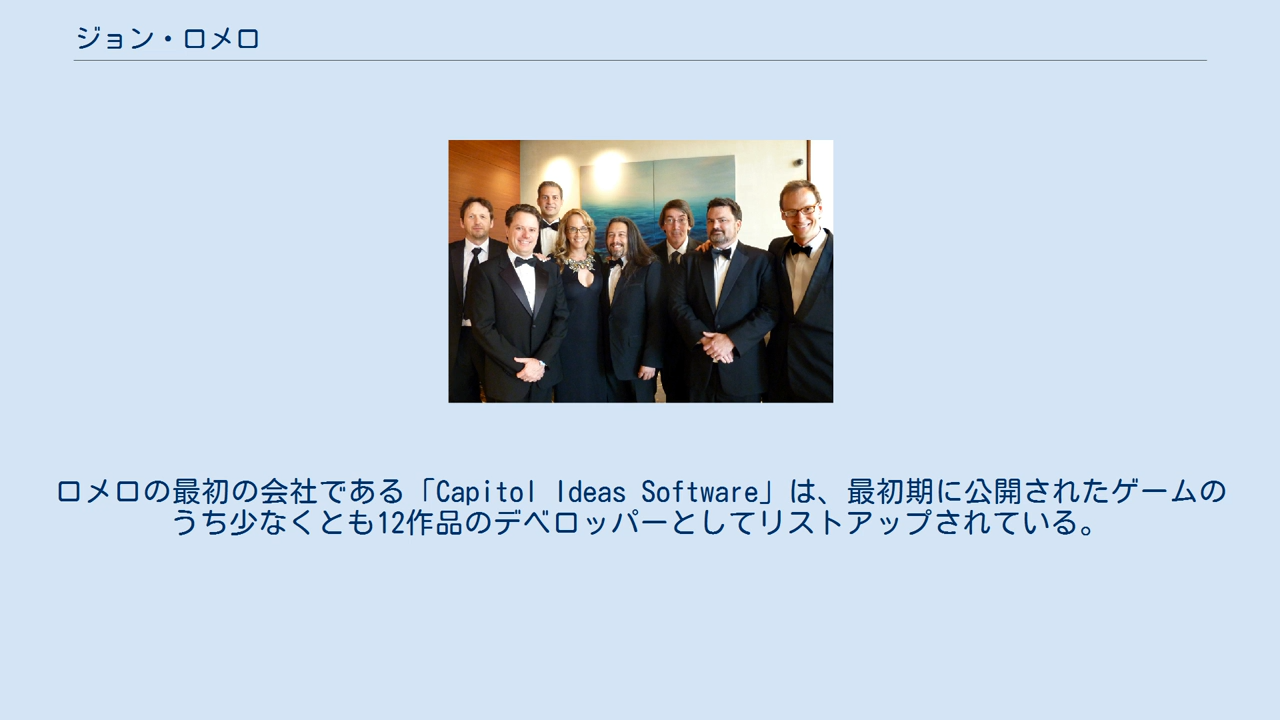 ジョン・ロメロ
ロメロの最初の会社である「Capitol Ideas Software」は、最初期に公開されたゲームの
うち少なくとも12作品のデベロッパーとしてリストアップされている。